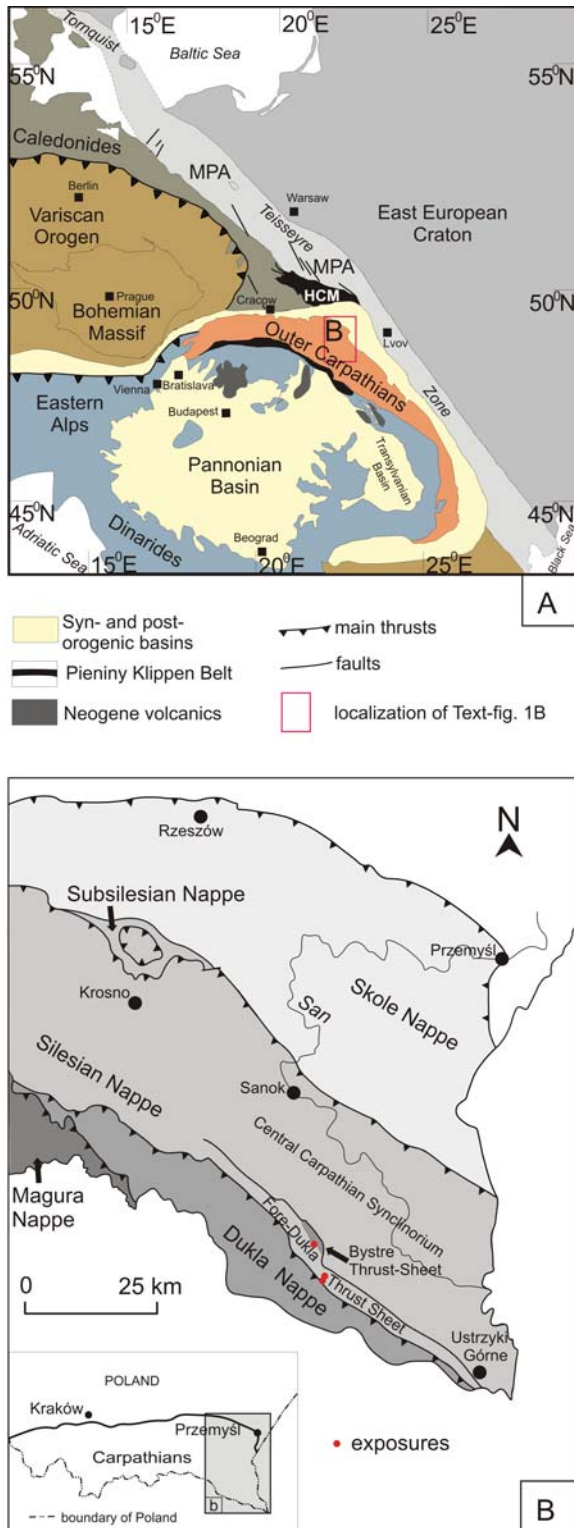 15⁰E
20⁰E
25⁰E
Tornquist
Baltic Sea
55⁰N
55⁰N
Caledonides
MPA
Berlin
Warsaw
Variscan
Orogen
Teisseyre
East European
Craton
MPA
50⁰N
50⁰N
HCM
Prague
Cracow
Bohemian
Massif
B
Lvov
Outer Carpathians
Zone
Vienna
Bratislava
Eastern
Alps
Budapest
Pannonian
Basin
Transylvanian
Basin
45⁰N
45⁰N
Dinarides
Adriatic Sea
Beograd
Black Sea
15⁰E
20⁰E
25⁰E
A
Syn- and post-
orogenic basins
main thrusts
Pieniny Klippen Belt
faults
Neogene volcanics
localization of Text-fig. 1B
N
Rzeszów
Subsilesian Nappe
Przemyśl
Krosno
San
Skole Nappe
Silesian Nappe
Sanok
Central Carpathian Synclinorium
Magura
Nappe
Fore-Dukla
Bystre
Thrust-Sheet
Thrust Sheet
Dukla Nappe
0 25 km
Ustrzyki
Górne
POLAND
Kraków
Przemyśl
Carpathians
b
boundary of Poland
exposures
B